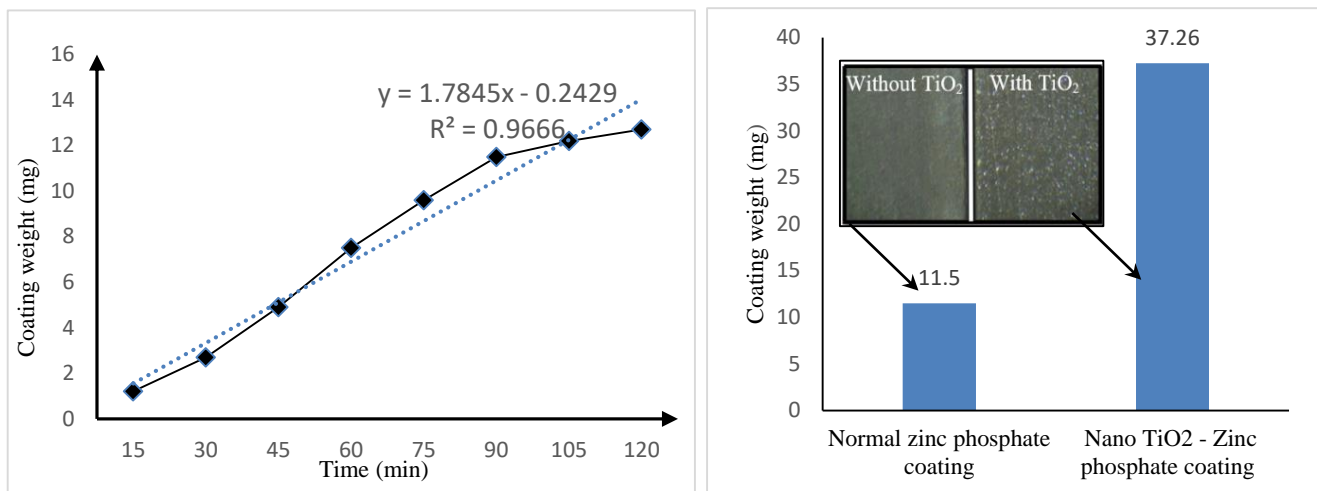 16
14
12
10
8
6
4
2
0
Coating weight (mg)
y = 1.7845x - 0.2429
R² = 0.9666
15 30 45 60 75 90 105 120
Time (min)
40
35
30
25
20
15
10
5
0
Coating weight (mg)
37.26
Without TiO₂ With TiO₂
11.5
Normal zinc phosphate
coating
Nano TiO2 - Zinc
phosphate coating